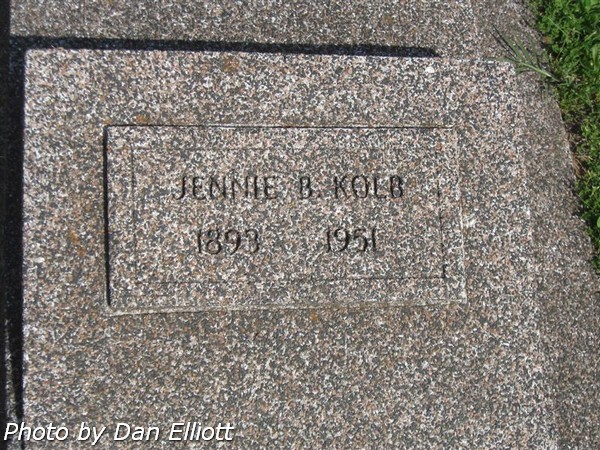 JENNIE B. KOLB
1893 1951
Photo by Dan Elliott